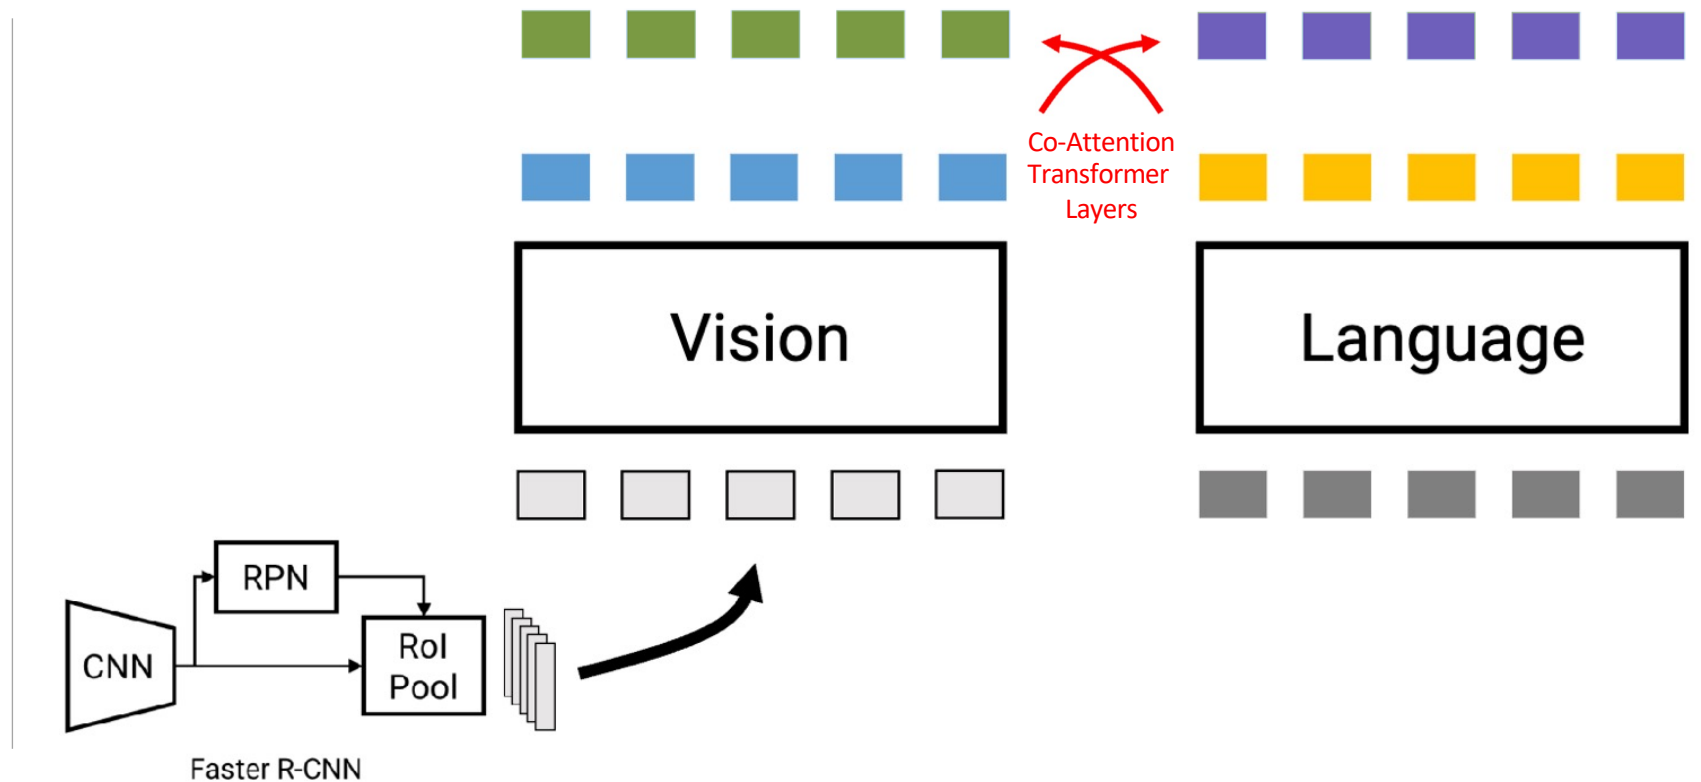 Co-Attention
Transformer
Layers
Vision
Language
RPN
CNN
RoI
Pool
Faster R-CNN